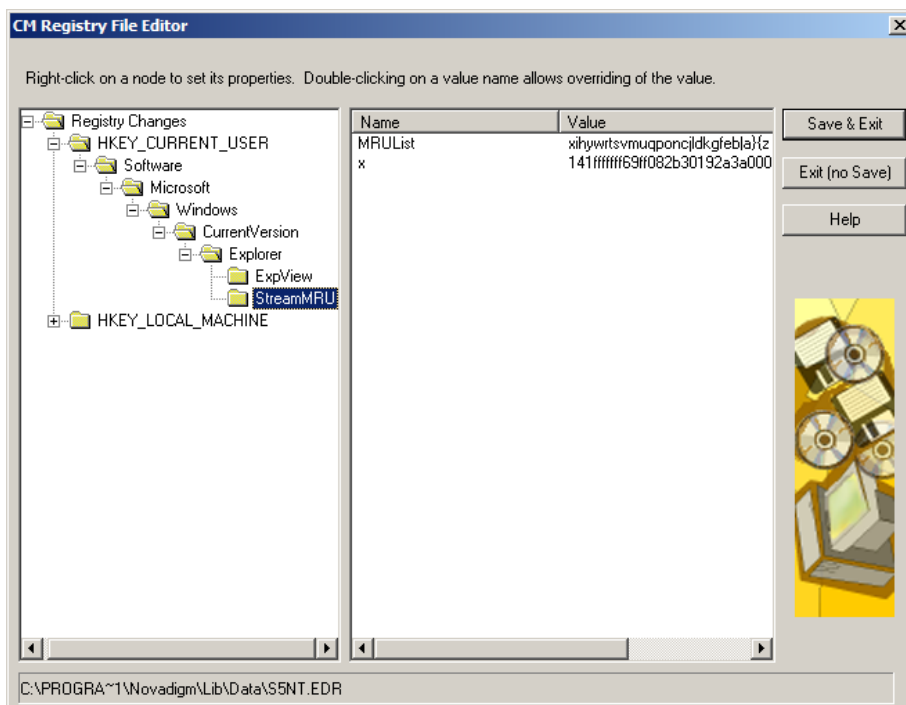 CM Registry File Editor
Right-click on a node to set its properties. Double-clicking on a value name allows overriding of the value.
Registry Changes
HKEY_CURRENT_USER
Software
Microsoft
Windows
CurrentVersion
Explorer
ExpView
StreamMRU
HKEY_LOCAL_MACHINE
Name Value
MRUList xihywrtsvmuqponcjldkgfeb|a}{z
x 141fffffff69ff082b30192a3a000
Save & Exit
Exit (no Save)
Help
C:\PROGRA~1\Novadigm\Lib\Data\S5NT.EDR